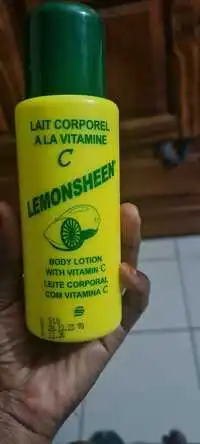 LAIT CORPOREL
A LA VITAMINE
C
LEMONSHEEN
BODY LOTION
WITH VITAMIN C
LEITE CORPORAL
COM VITAMINA C